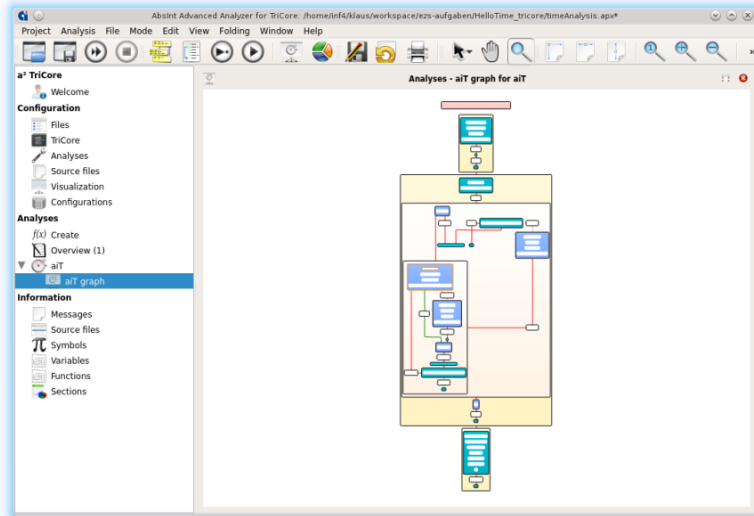 AbsInt Advanced Analyzer for TriCore: /home/inf4/klaus/workspace/ezs-aufgaben/HelloTime_tricore/timeAnalysis.apx*
Project Analysis File Mode Edit View Folding Window Help
a³ TriCore
Welcome
Configuration
Files
TriCore
Analyses
Source files
Visualization
Configurations
Analyses
f(x) Create
Overview (1)
aiT
aiT graph
Information
Messages
Source files
Symbols
Variables
Functions
Sections
Analyses - aiT graph for aiT